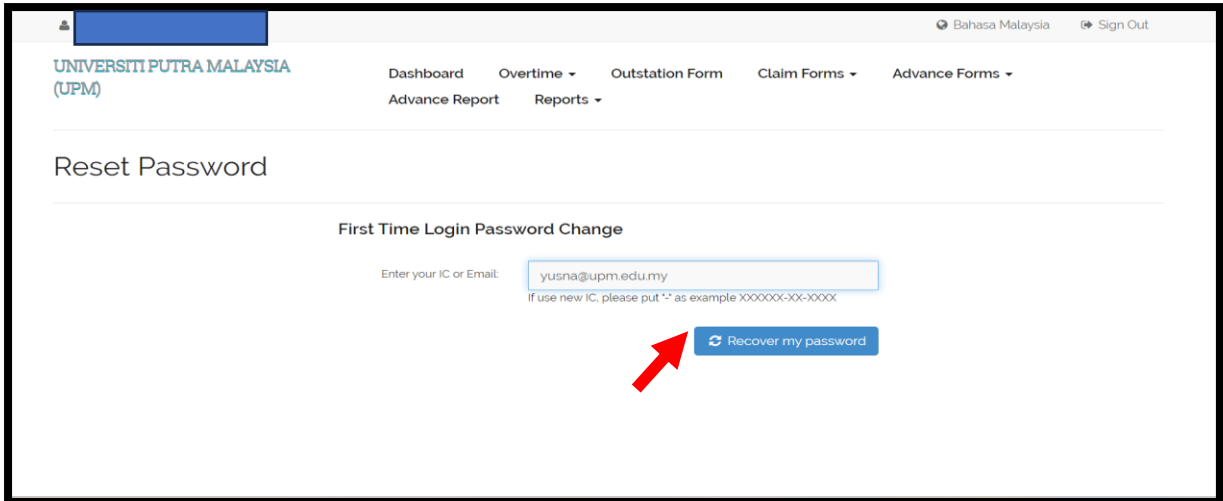 Bahasa Malaysia Sign Out
UNIVERSITI PUTRA MALAYSIA
(UPM)
Dashboard Overtime Outstation Form Claim Forms Advance Forms
Advance Report Reports
Reset Password
First Time Login Password Change
Enter your IC or Email: yusna@upm.edu.my
If use new IC, please put "-" as example XXXXXX-XX-XXXX
Recover my password